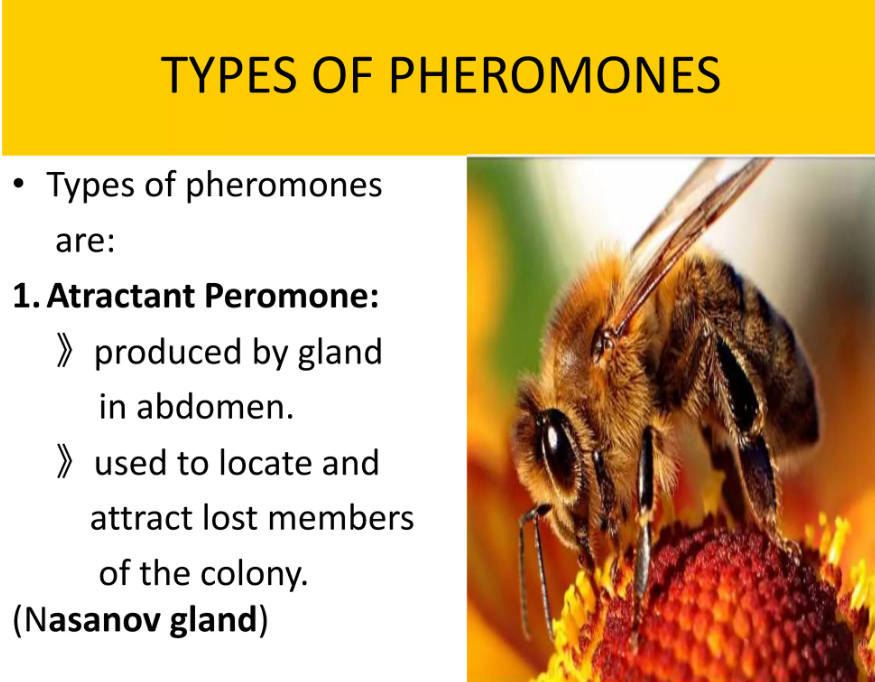 TYPES OF PHEROMONES
• Types of pheromones
are:
1. Atractant Peromone:
》 produced by gland
in abdomen.
》 used to locate and
attract lost members
of the colony.
(Nasanov gland)